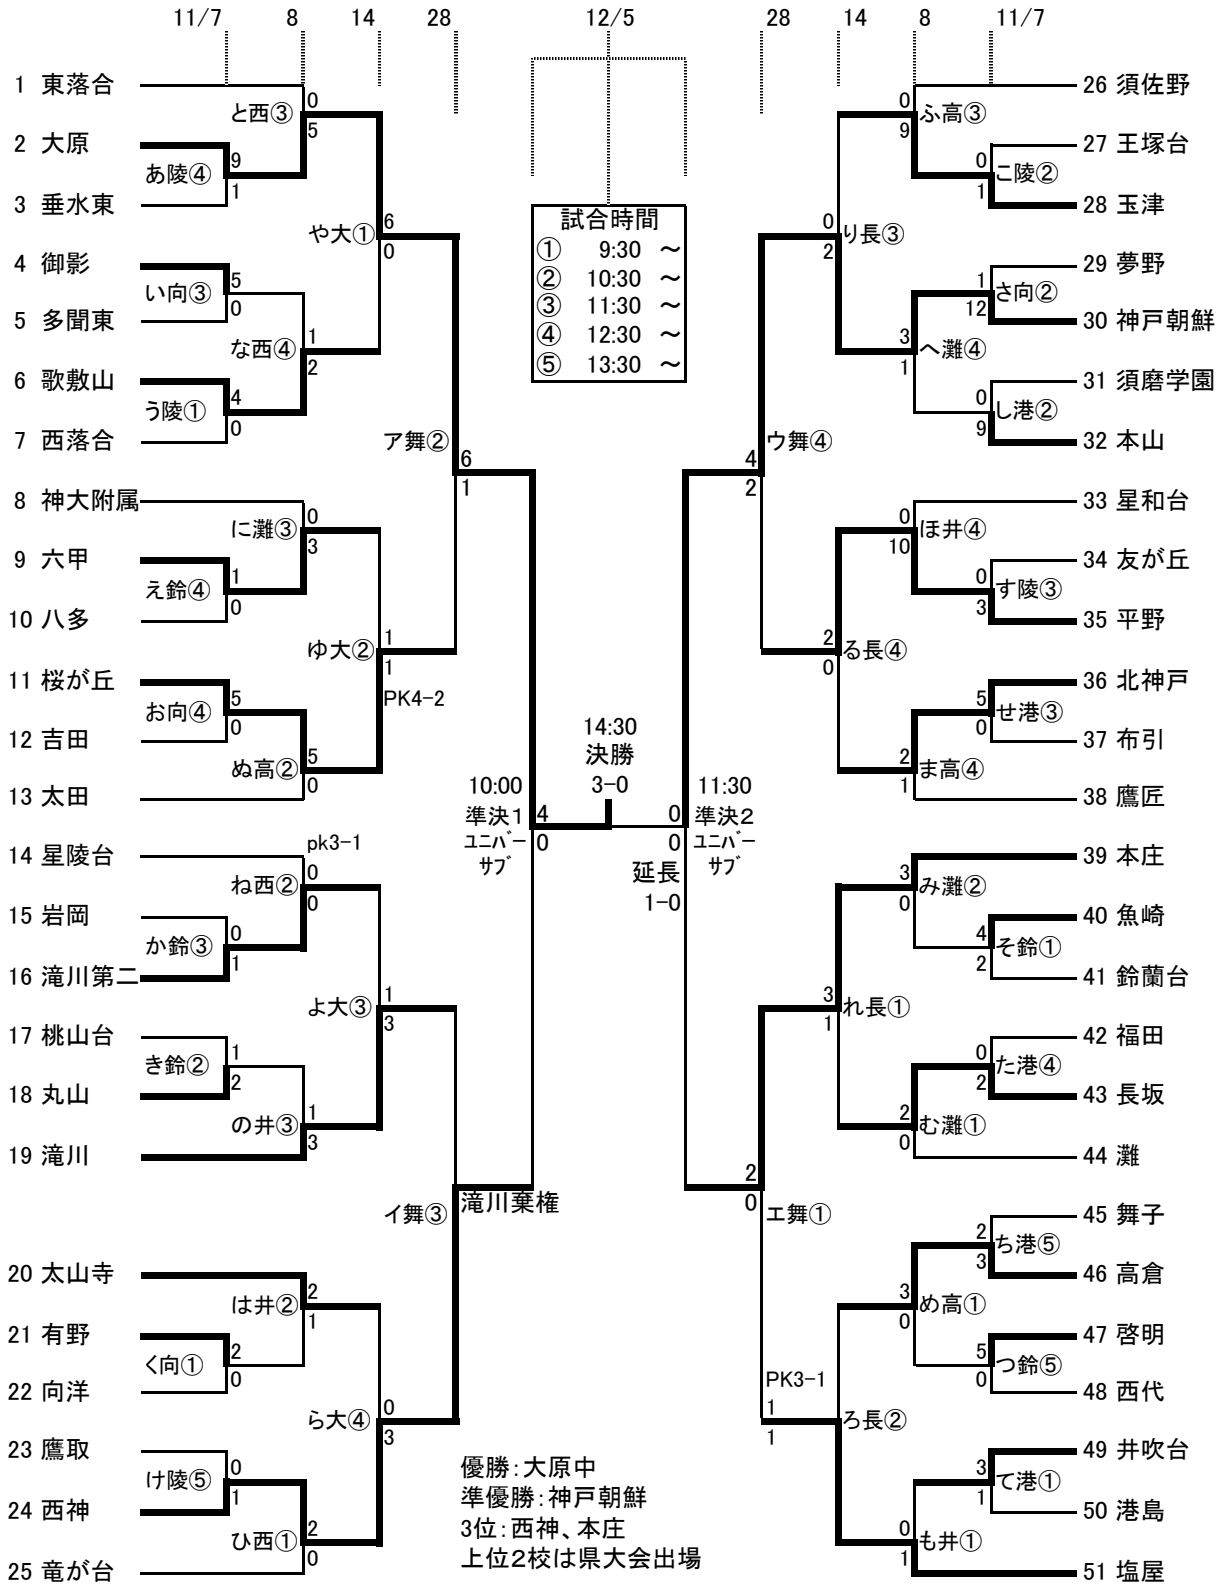 11/7 8 14 28 12/5 28 14 8 11/7
1 東落合
と西③ 0 5
2 大原
あ陵④ 9 1
3 垂水東
や大① 6 0
4 御影
い向③ 5 0
5 多聞東
な西④ 1 2
6 歌敷山
う陵① 4 0
7 西落合
ア舞② 6 1
8 神大附属
に灘③ 0 3
9 六甲
え鈴④ 1 0
10 八多
ゆ大② 1 1
PK4-2
11 桜が丘
お向④ 5 0
12 吉田
ぬ高② 5 0
13 太田
14 星陵台
pk3-1
ね西② 0 0
15 岩岡
か鈴③ 0 1
16 滝川第二
よ大③ 1 3
17 桃山台
き鈴② 1 2
18 丸山
の井③ 1 3
19 滝川
イ舞③ 滝川棄権
20 太山寺
は井② 2 1
21 有野
く向① 2 0
22 向洋
ら大④ 0 3
23 鷹取
け陵⑤ 0 1
24 西神
ひ西① 2 0
25 竜が台
試合時間
① 9:30 ~
② 10:30 ~
③ 11:30 ~
④ 12:30 ~
⑤ 13:30 ~
14:30
決勝
3-0
10:00
準決1
ユニバー
サブ
4 0
11:30
準決2
ユニバー
サブ
0 0
延長
1-0
26 須佐野
0 9 ふ高③
27 王塚台
0 1 こ陵②
28 玉津
0 2 り長③
29 夢野
1 12 さ向②
30 神戸朝鮮
3 1 へ灘④
31 須磨学園
0 9 し港②
32 本山
4 2 ウ舞④
33 星和台
0 10 ほ井④
34 友が丘
0 3 す陵③
35 平野
2 0 る長④
36 北神戸
5 0 せ港③
37 布引
2 1 ま高④
38 鷹匠
39 本庄
3 0 み灘②
40 魚崎
4 2 そ鈴①
41 鈴蘭台
3 1 れ長①
42 福田
0 2 た港④
43 長坂
2 0 む灘①
44 灘
2 0 エ舞①
45 舞子
2 3 ち港⑤
46 高倉
3 0 め高①
47 啓明
5 0 つ鈴⑤
48 西代
PK3-1
1 1 ろ長②
49 井吹台
3 1 て港①
50 港島
0 1 も井①
51 塩屋
優勝:大原中
準優勝:神戸朝鮮
3位:西神、本庄
上位2校は県大会出場